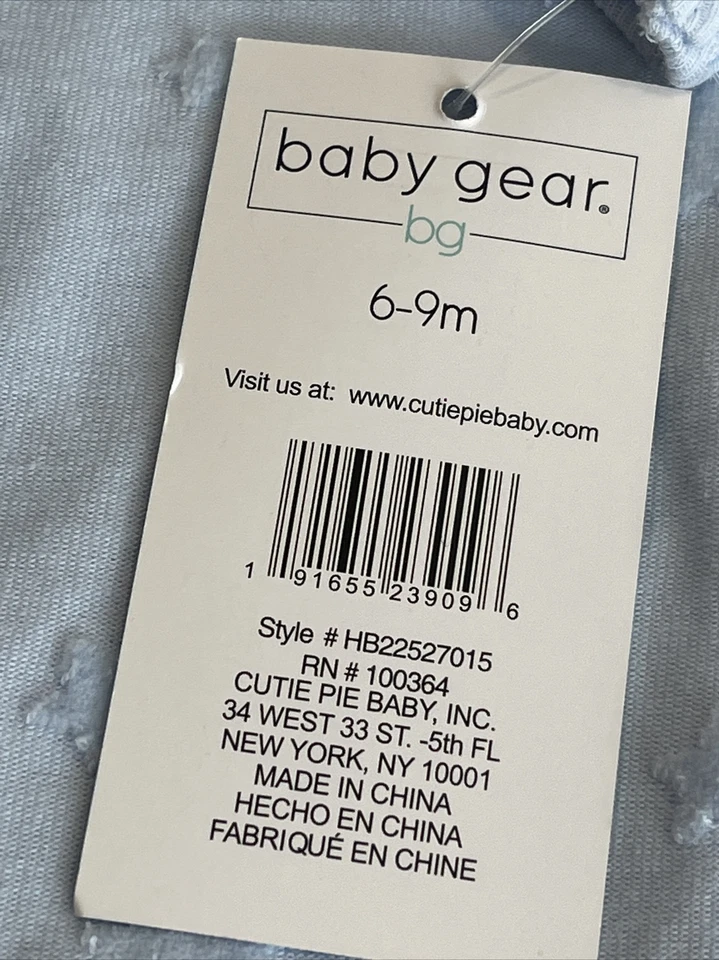 baby gear®
bg
6-9m
Visit us at: www.cutiepiebaby.com
1 91655 23909 6
Style # HB22527015
RN # 100364
CUTIE PIE BABY, INC.
34 WEST 33 ST. -5th FL
NEW YORK, NY 10001
MADE IN CHINA
HECHO EN CHINA
FABRIQUÉ EN CHINE